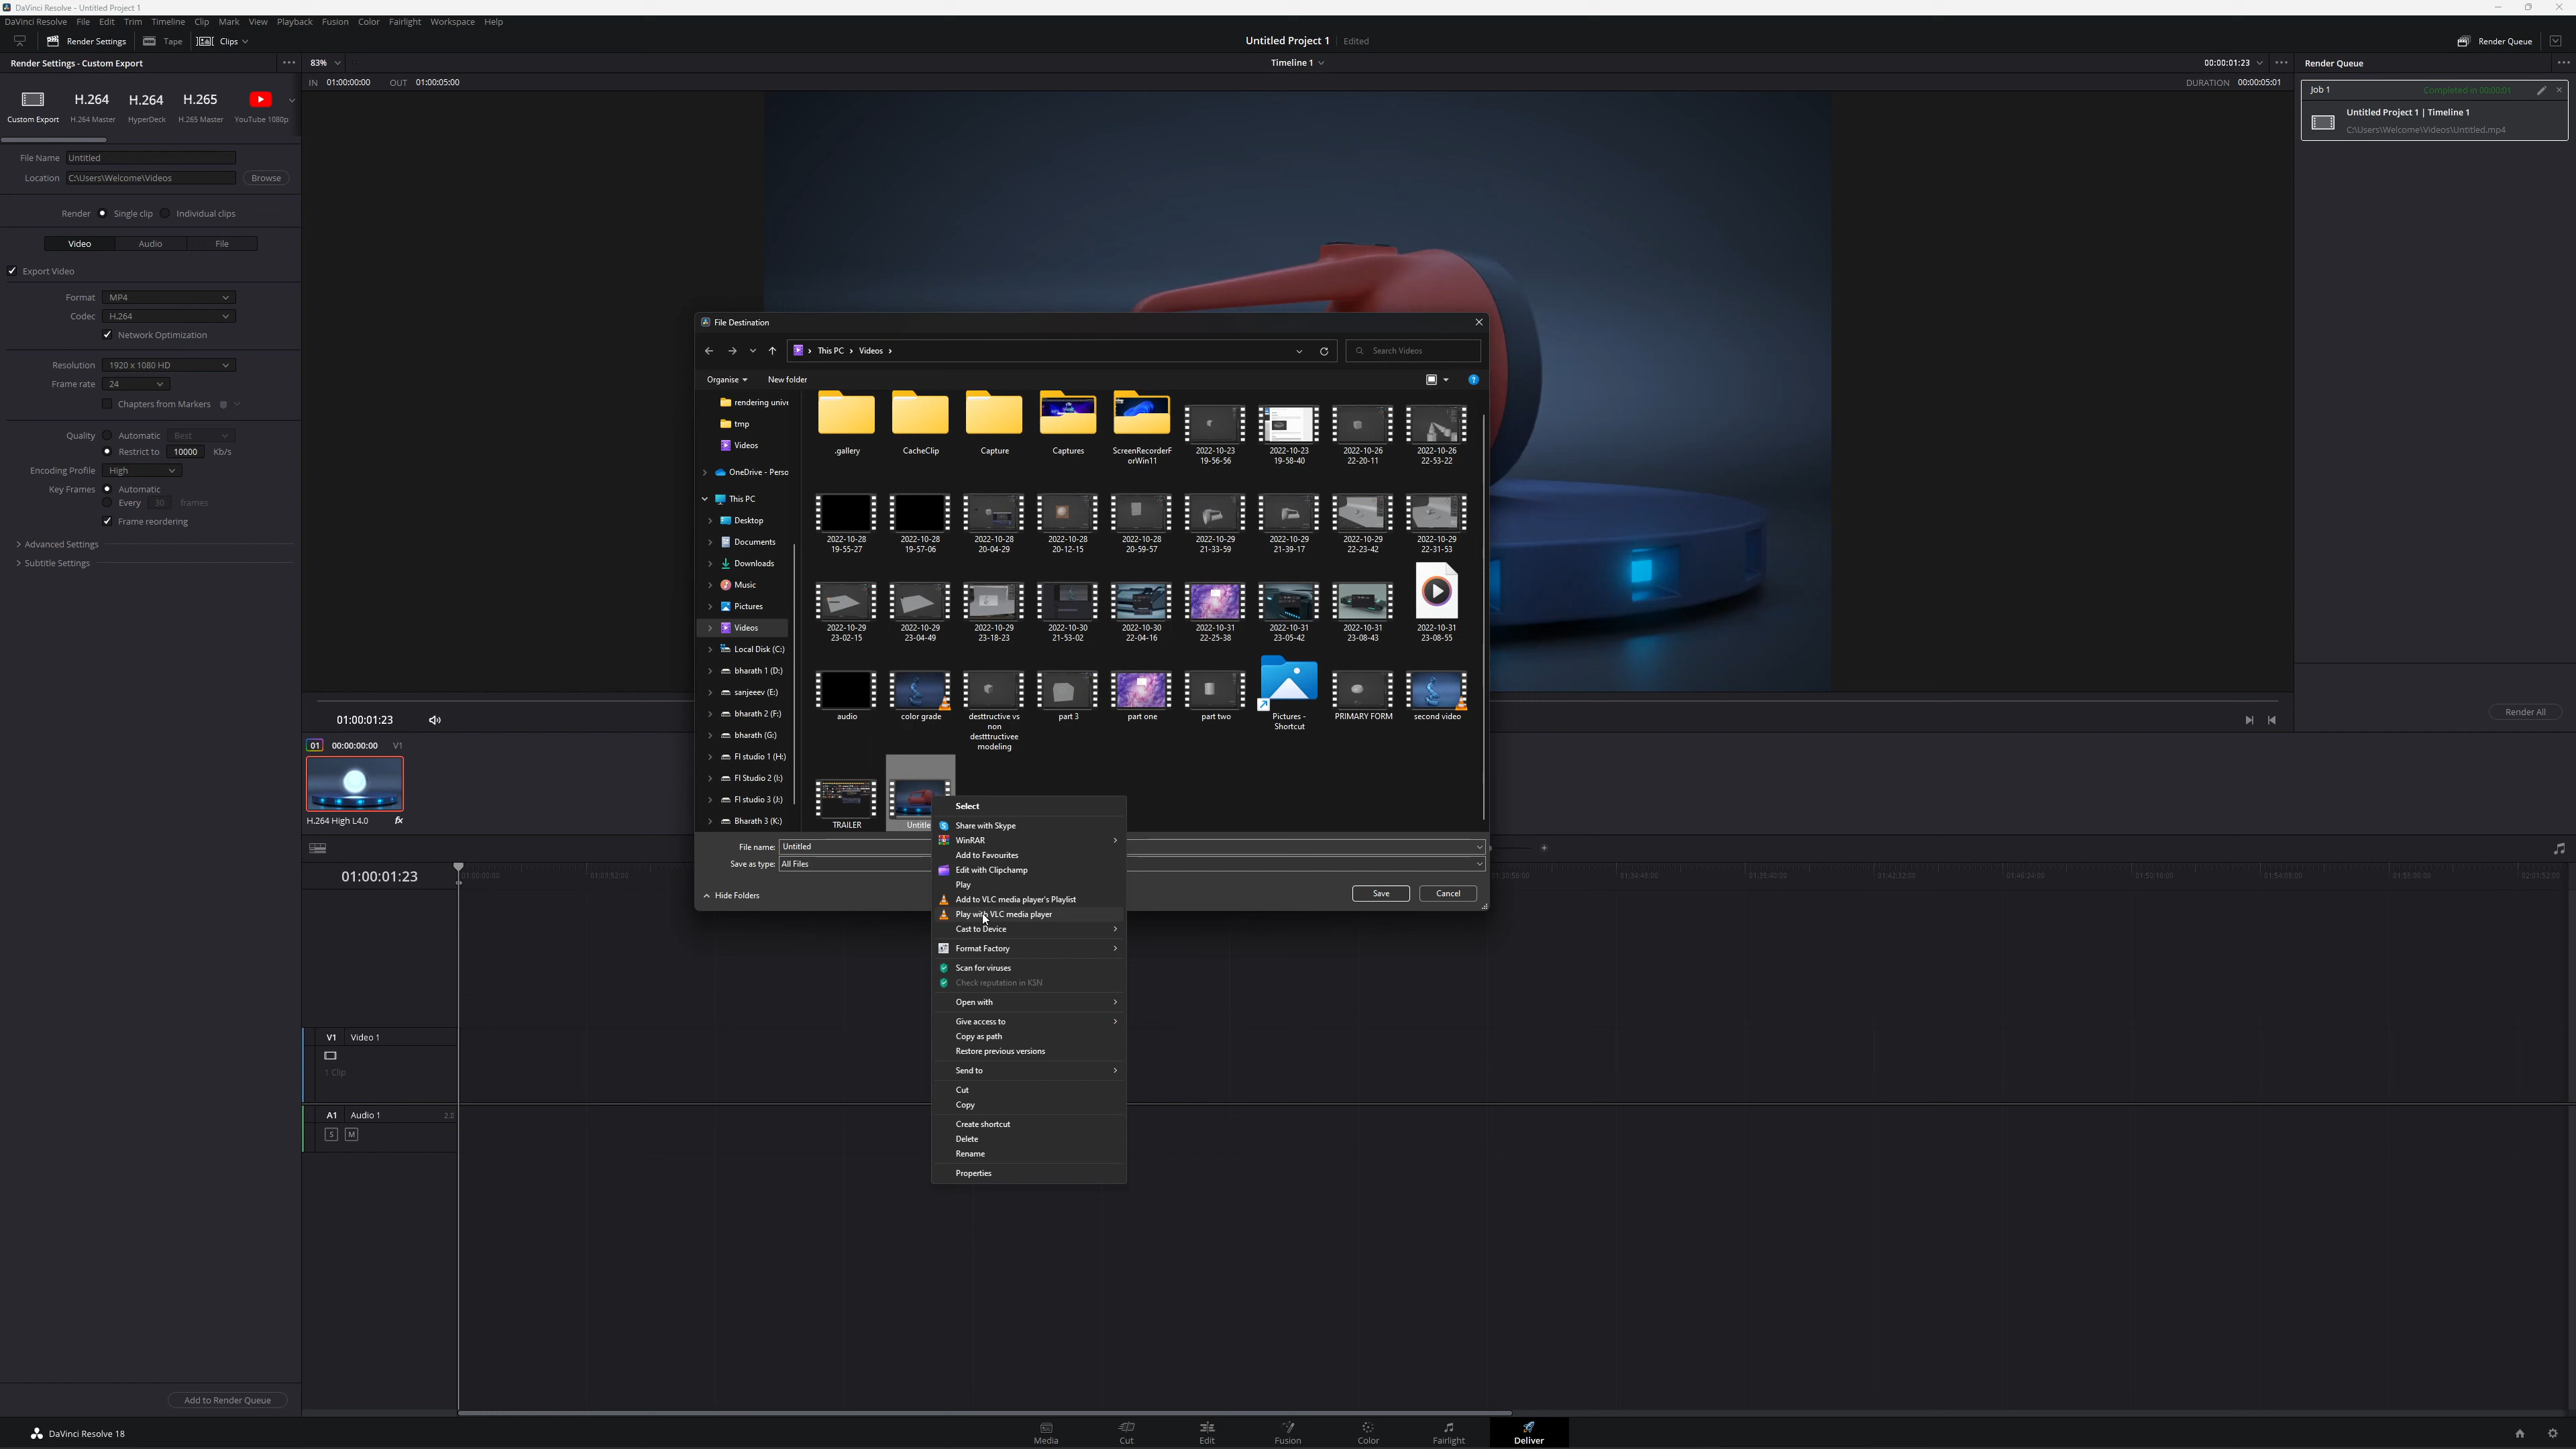 DaVinci Resolve - Untitled Project 1
DaVinci Resolve File Edit Trim Timeline Clip Mark View Playback Fusion Color Fairlight Workspace Help
Render Settings Tape Clips
Untitled Project 1 Edited
Render Queue
Render Settings - Custom Export
83%
Timeline 1
00:00:01:23
Render Queue
IN 01:00:00:00 OUT 01:00:05:00
DURATION 00:00:05:01
H.264 H.264 H.265
Custom Export H.264 Master HyperDeck H.265 Master YouTube 1080p
Job 1 Completed in 00:00:01
Untitled Project 1 | Timeline 1
C:\Users\Welcome\Videos\Untitled.mp4
File Name Untitled
Location C:\Users\Welcome\Videos Browse
Render Single clip Individual clips
Video Audio File
Export Video
Format MP4
Codec H.264
Network Optimization
Resolution 1920 x 1080 HD
Frame rate 24
Chapters from Markers
Quality Automatic Best
Restrict to 10000 Kb/s
Encoding Profile High
Key Frames Automatic
Every 30 frames
Frame reordering
Advanced Settings
Subtitle Settings
Add to Render Queue
File Destination
This PC Videos
Search Videos
Organise New folder
rendering unive
tmp
Videos
OneDrive - Perso
This PC
Desktop
Documents
Downloads
Music
Pictures
Videos
Local Disk (C:)
bharath 1 (D:)
sanjeeev (E:)
bharath 2 (F:)
bharath (G:)
Fl studio 1 (H:)
Fl Studio 2 (I:)
Fl studio 3 (J:)
Bharath 3 (K:)
.gallery CacheClip Capture Captures ScreenRecorderF 2022-10-23 2022-10-23 2022-10-26 2022-10-26
orWin11 19-56-56 19-58-40 22-20-11 22-53-22
2022-10-28 2022-10-28 2022-10-28 2022-10-28 2022-10-28 2022-10-29 2022-10-29 2022-10-29 2022-10-29
19-55-27 19-57-06 20-04-29 20-12-15 20-59-57 21-33-59 21-39-17 22-23-42 22-31-53
2022-10-29 2022-10-29 2022-10-29 2022-10-30 2022-10-30 2022-10-31 2022-10-31 2022-10-31 2022-10-31
23-02-15 23-04-49 23-18-23 21-53-02 22-04-16 22-25-38 23-05-42 23-08-43 23-08-55
audio color grade desttructive vs part 3 part one part two Pictures - PRIMARY FORM second video
non Shortcut
destttructivee
modeling
TRAILER Untitle
File name: Untitled
Save as type: All Files
Hide Folders
Save Cancel
Select
Share with Skype
WinRAR
Add to Favourites
Edit with Clipchamp
Play
Add to VLC media player's Playlist
Play with VLC media player
Cast to Device
Format Factory
Scan for viruses
Check reputation in KSN
Open with
Give access to
Copy as path
Restore previous versions
Send to
Cut
Copy
Create shortcut
Delete
Rename
Properties
01:00:01:23
Render All
01 00:00:00:00 V1
H.264 High L4.0 fx
01:00:01:23
V1 Video 1
1 Clip
A1 Audio 1 2.0
S M
DaVinci Resolve 18
Media Cut Edit Fusion Color Fairlight Deliver